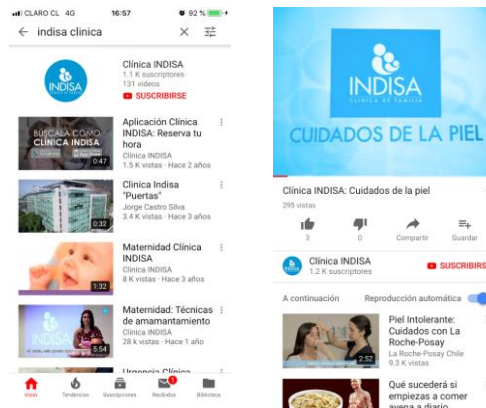 CLARO CL 4G 16:57 92 %
indisa clinica
INDISA
Clínica INDISA
1.1 K suscriptores
131 videos
SUSCRIBIRSE
BÚSCALA COMO
CLÍNICA INDISA
0:47
Aplicación Clínica
INDISA: Reserva tu
hora
Clínica INDISA
1.5 K vistas · Hace 2 años
0:32
Clinica Indisa
"Puertas"
Jorge Castro Silva
3.4 K vistas · Hace 3 años
1:32
Maternidad Clínica
INDISA
Clínica INDISA
8 K vistas · Hace 3 años
INDISA
5:54
Maternidad: Técnicas
de amamantamiento
Clínica INDISA
28 k vistas · Hace 1 año
Urgencia Clínica
Inicio
Tendencias
Suscripciones
Recibidos
Biblioteca
INDISA
CLÍNICA DE FAMILIA
CUIDADOS DE LA PIEL
Clínica INDISA: Cuidados de la piel
295 vistas
3
0
Compartir
Guardar
Clínica INDISA
1.2 K suscriptores
SUSCRIBIRS
A continuación
Reproducción automática
2:52
Piel Intolerante:
Cuidados con La
Roche-Posay
La Roche-Posay Chile
9.3 K vistas
Qué sucederá si
empiezas a comer
avena a diario